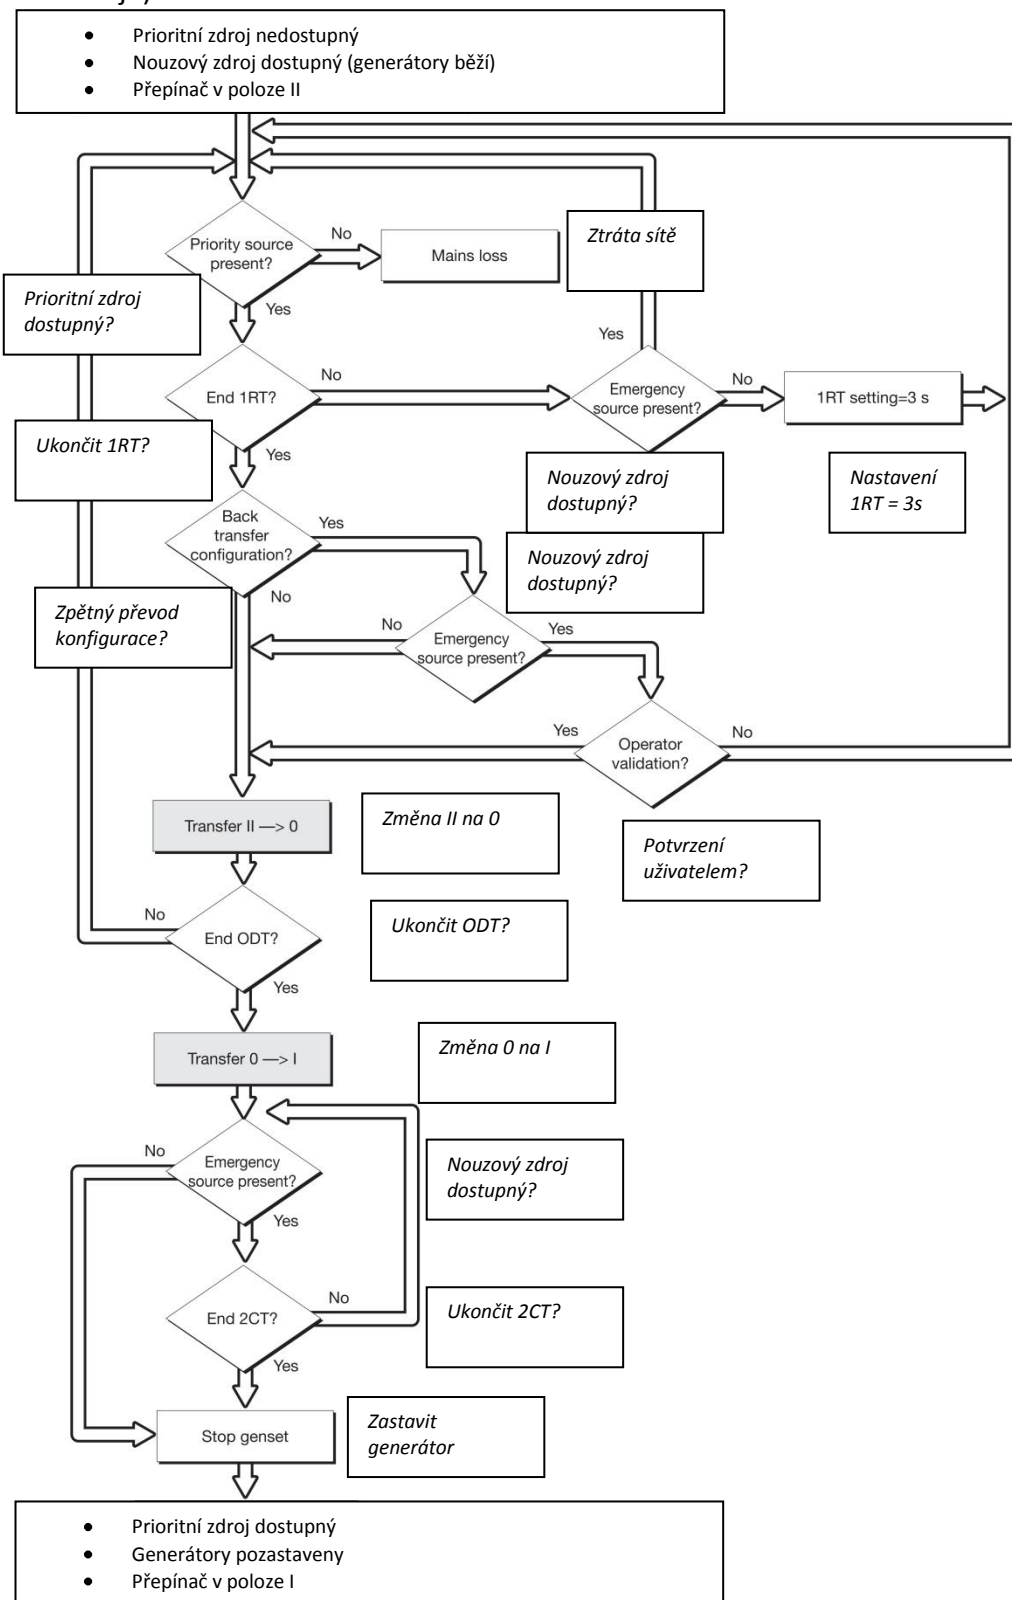 Prioritní zdroj nedostupný
Nouzový zdroj dostupný (generátory běží)
Přepínač v poloze II
No
Priority source
present?
Mains loss
Ztráta sítě
Prioritní zdroj
dostupný?
Yes
Yes
End 1RT?
No
Emergency
source present?
No
1RT setting=3 s
Ukončit 1RT?
Yes
Nouzový zdroj
dostupný?
Nastavení
1RT = 3s
Back
transfer
configuration?
Yes
Nouzový zdroj
dostupný?
Zpětný převod
konfigurace?
No
No
Emergency
source present?
Yes
Yes
Operator
validation?
No
Transfer II —> 0
Změna II na 0
Potvrzení
uživatelem?
No
End ODT?
Ukončit ODT?
Yes
Transfer 0 —> I
Změna 0 na I
No
Emergency
source present?
Nouzový zdroj
dostupný?
Yes
End 2CT?
No
Ukončit 2CT?
Yes
Stop genset
Zastavit
generátor
Prioritní zdroj dostupný
Generátory pozastaveny
Přepínač v poloze I